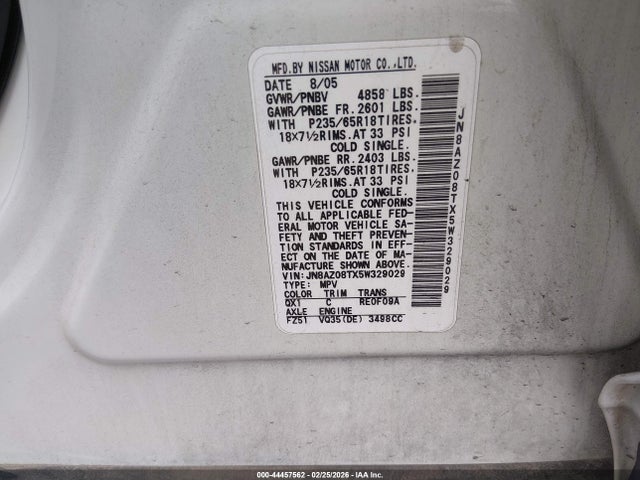 MFD.BY NISSAN MOTOR CO.,LTD.
DATE 8/05
GVWR/PNBV 4858 LBS.
GAWR/PNBE FR. 2601 LBS.
WITH P235/65R18TIRES.
18X7½RIMS.AT 33 PSI
COLD SINGLE.
GAWR/PNBE RR. 2403 LBS.
WITH P235/65R18TIRES.
18X7½RIMS.AT 33 PSI
COLD SINGLE.
THIS VEHICLE CONFORMS
TO ALL APPLICABLE FED-
ERAL MOTOR VEHICLE SA-
FETY AND THEFT PREVEN-
TION STANDARDS IN EFF-
ECT ON THE DATE OF MA-
NUFACTURE SHOWN ABOVE.
VIN:JN8AZ08TX5W329029
TYPE: MPV
COLOR TRIM TRANS
QX1 C RE0F09A
AXLE ENGINE
FZ51 VQ35(DE) 3498CC
JN8AZ08TX5W329029
000-44457562 - 02/25/2026 - IAA Inc.